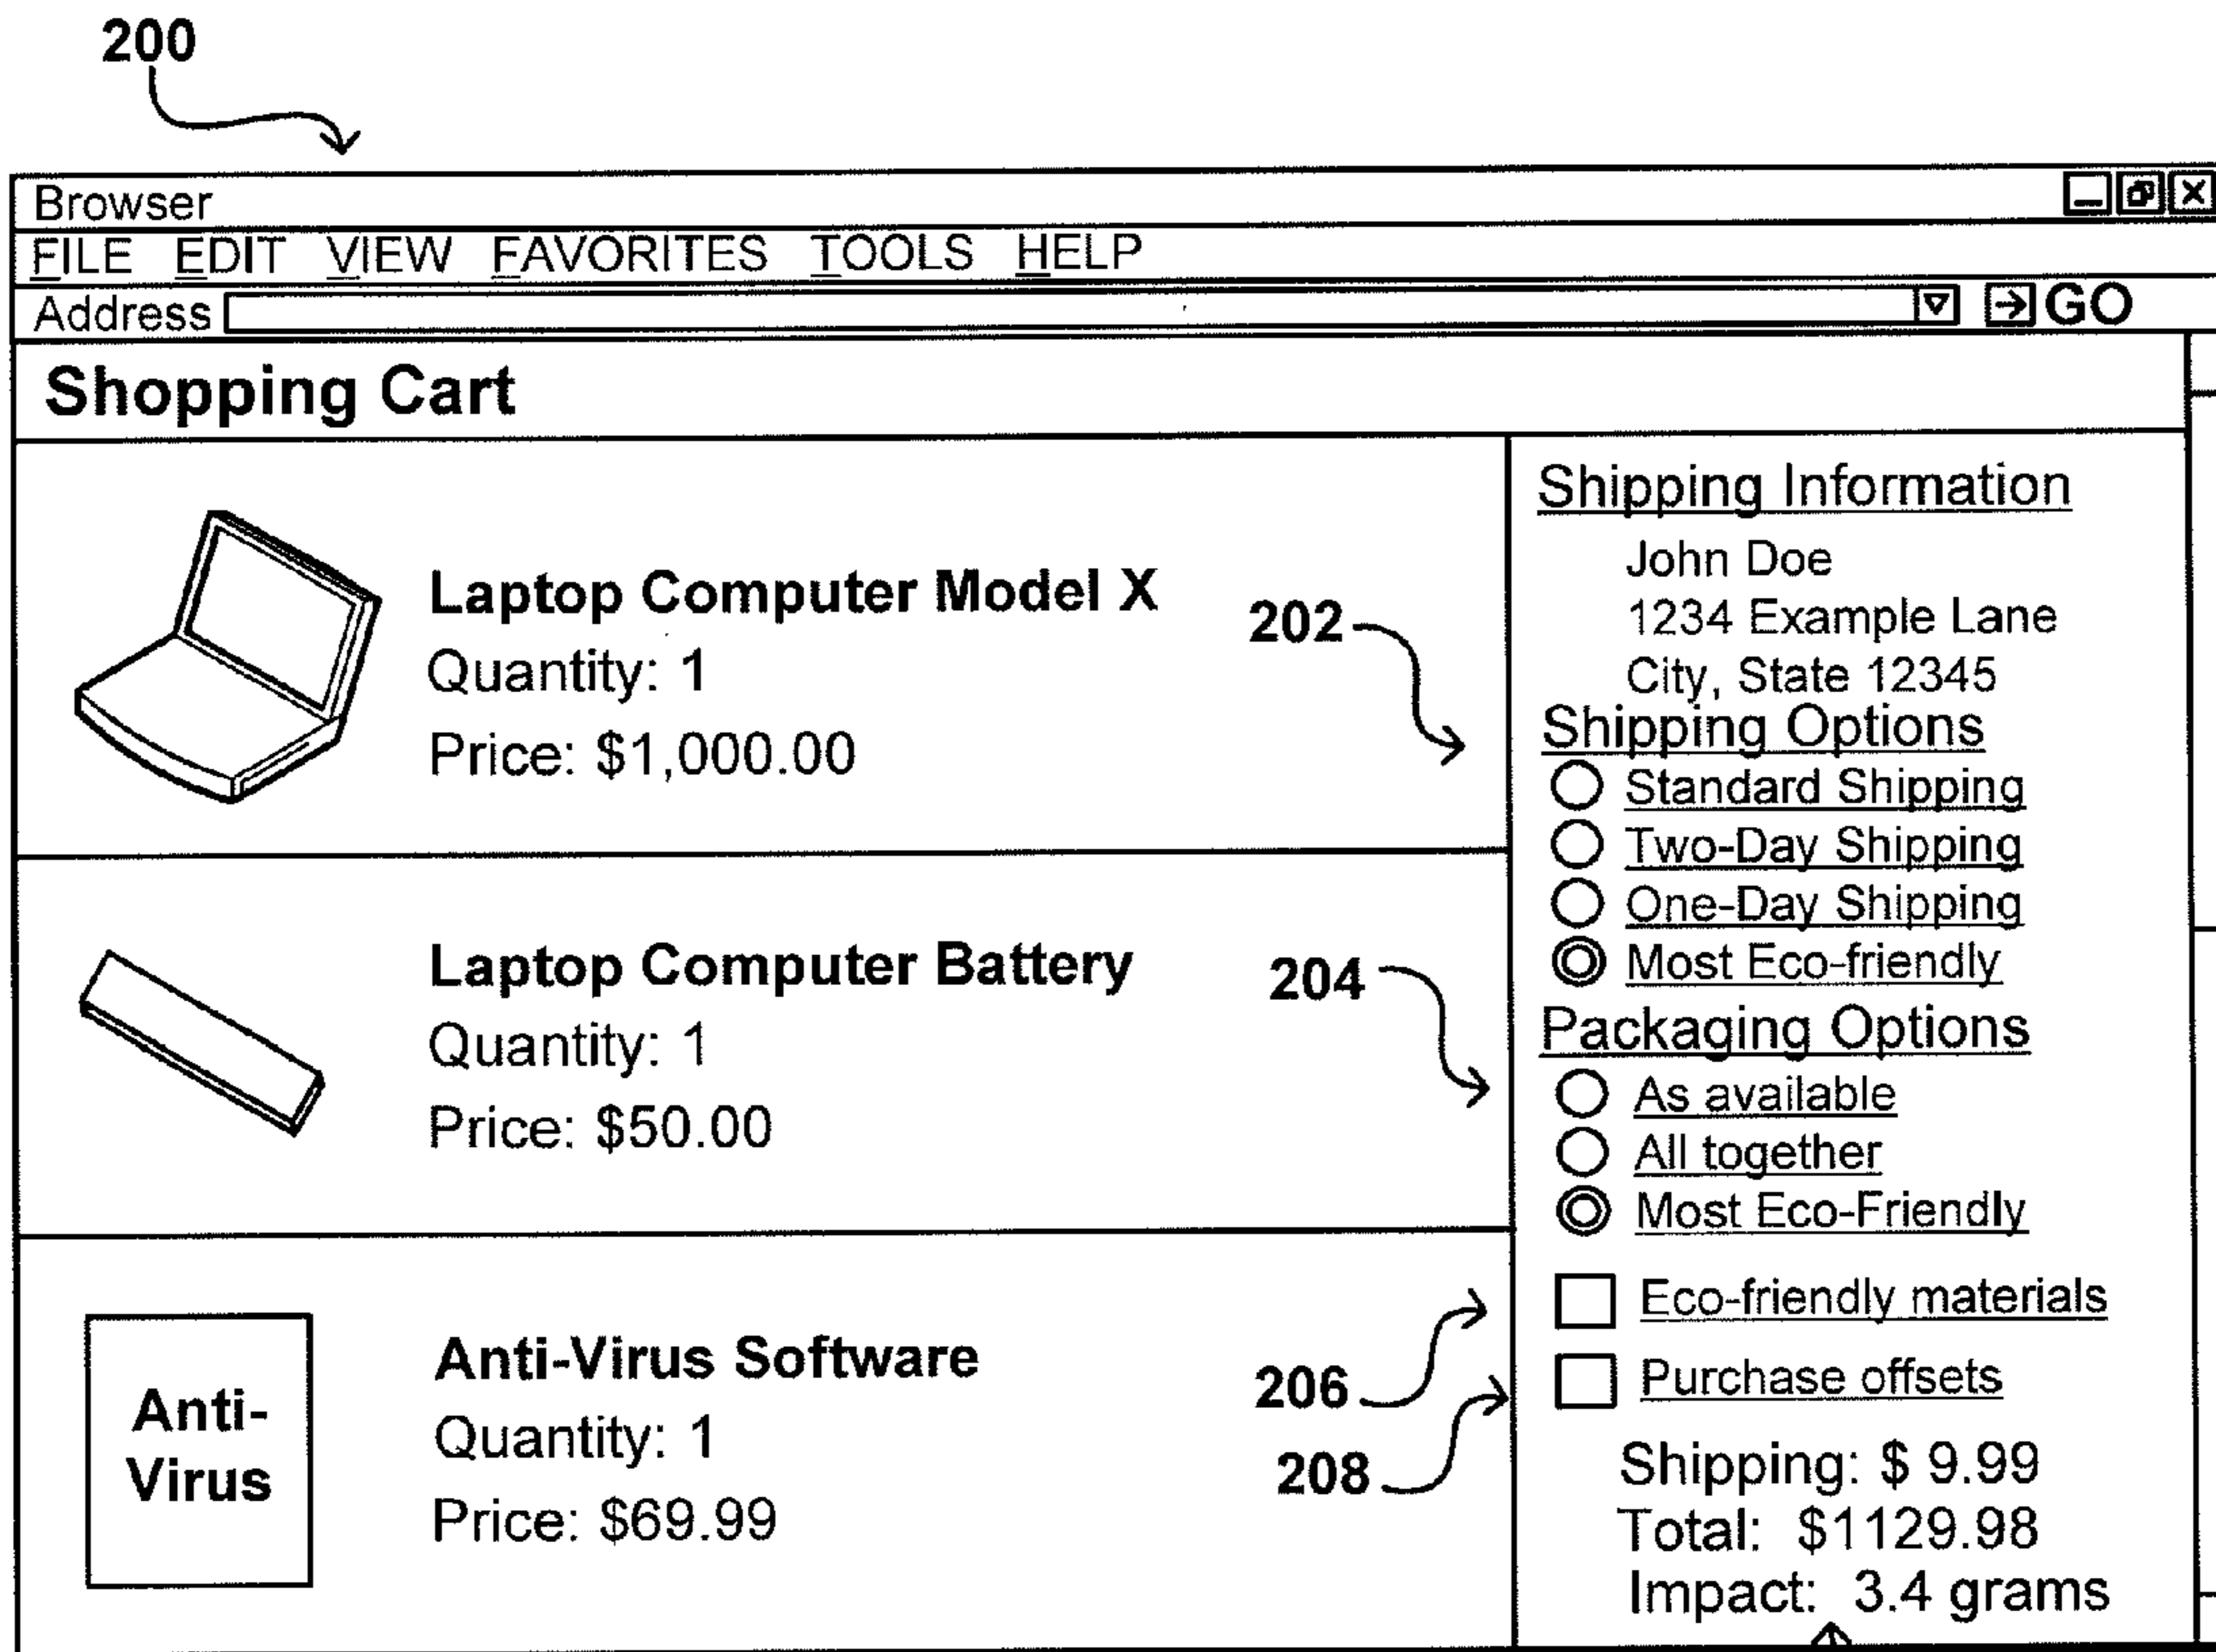 200
Browser
FILE EDIT VIEW FAVORITES TOOLS HELP
Address GO
Shopping Cart
Laptop Computer Model X
Quantity: 1
Price: $1,000.00
202
Laptop Computer Battery
Quantity: 1
Price: $50.00
204
Anti-
Virus
Anti-Virus Software
Quantity: 1
Price: $69.99
206
208
Shipping Information
John Doe
1234 Example Lane
City, State 12345
Shipping Options
Standard Shipping
Two-Day Shipping
One-Day Shipping
Most Eco-friendly
Packaging Options
As available
All together
Most Eco-Friendly
Eco-friendly materials
Purchase offsets
Shipping: $ 9.99
Total: $1129.98
Impact: 3.4 grams